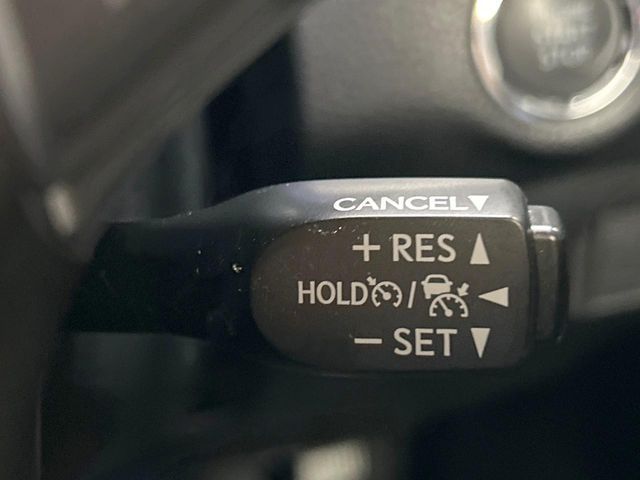 CANCEL▼
+ RES ▲
HOLD / ◀
− SET ▼